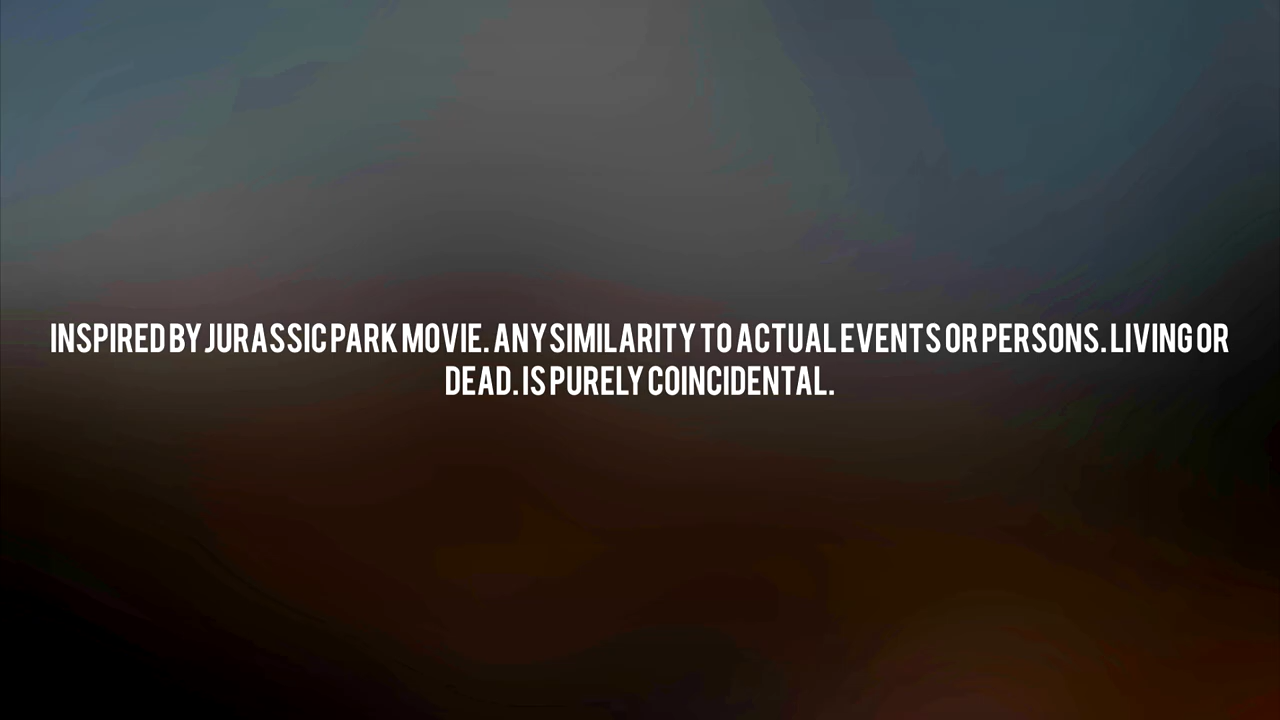 INSPIRED BY JURASSIC PARK MOVIE. ANY SIMILARITY TO ACTUAL EVENTS OR PERSONS. LIVING OR
DEAD. IS PURELY COINCIDENTAL.